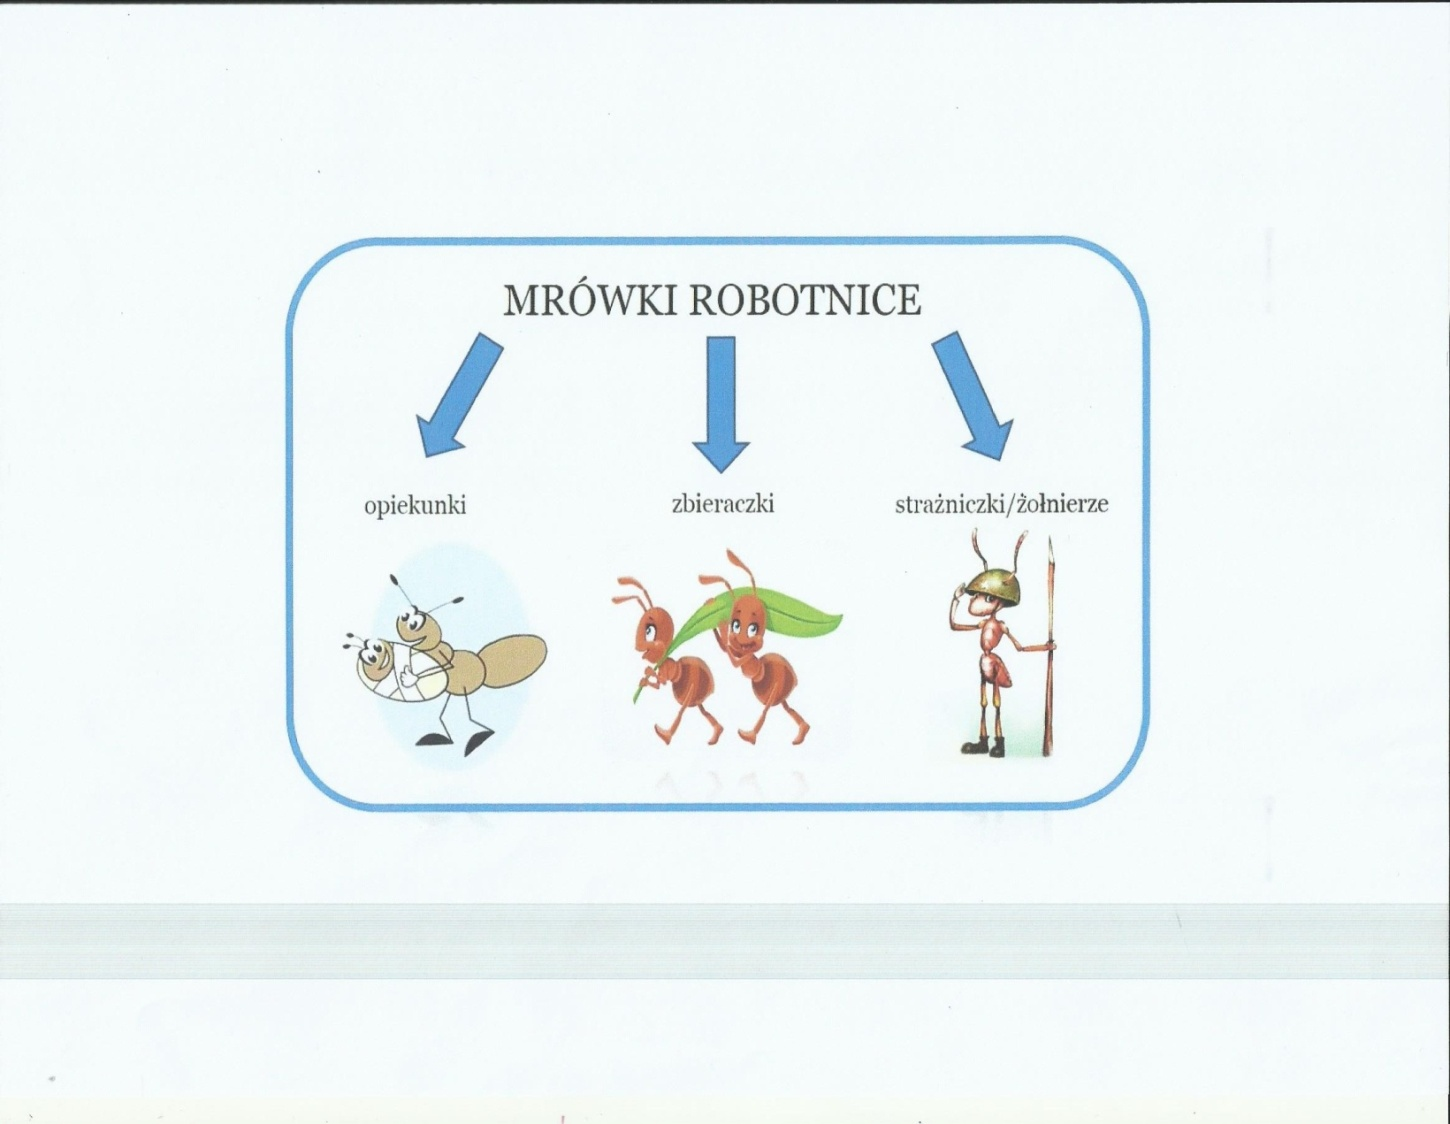 MRÓWKI ROBOTNICE
opiekunki
zbieraczki
strażniczki/żołnierze